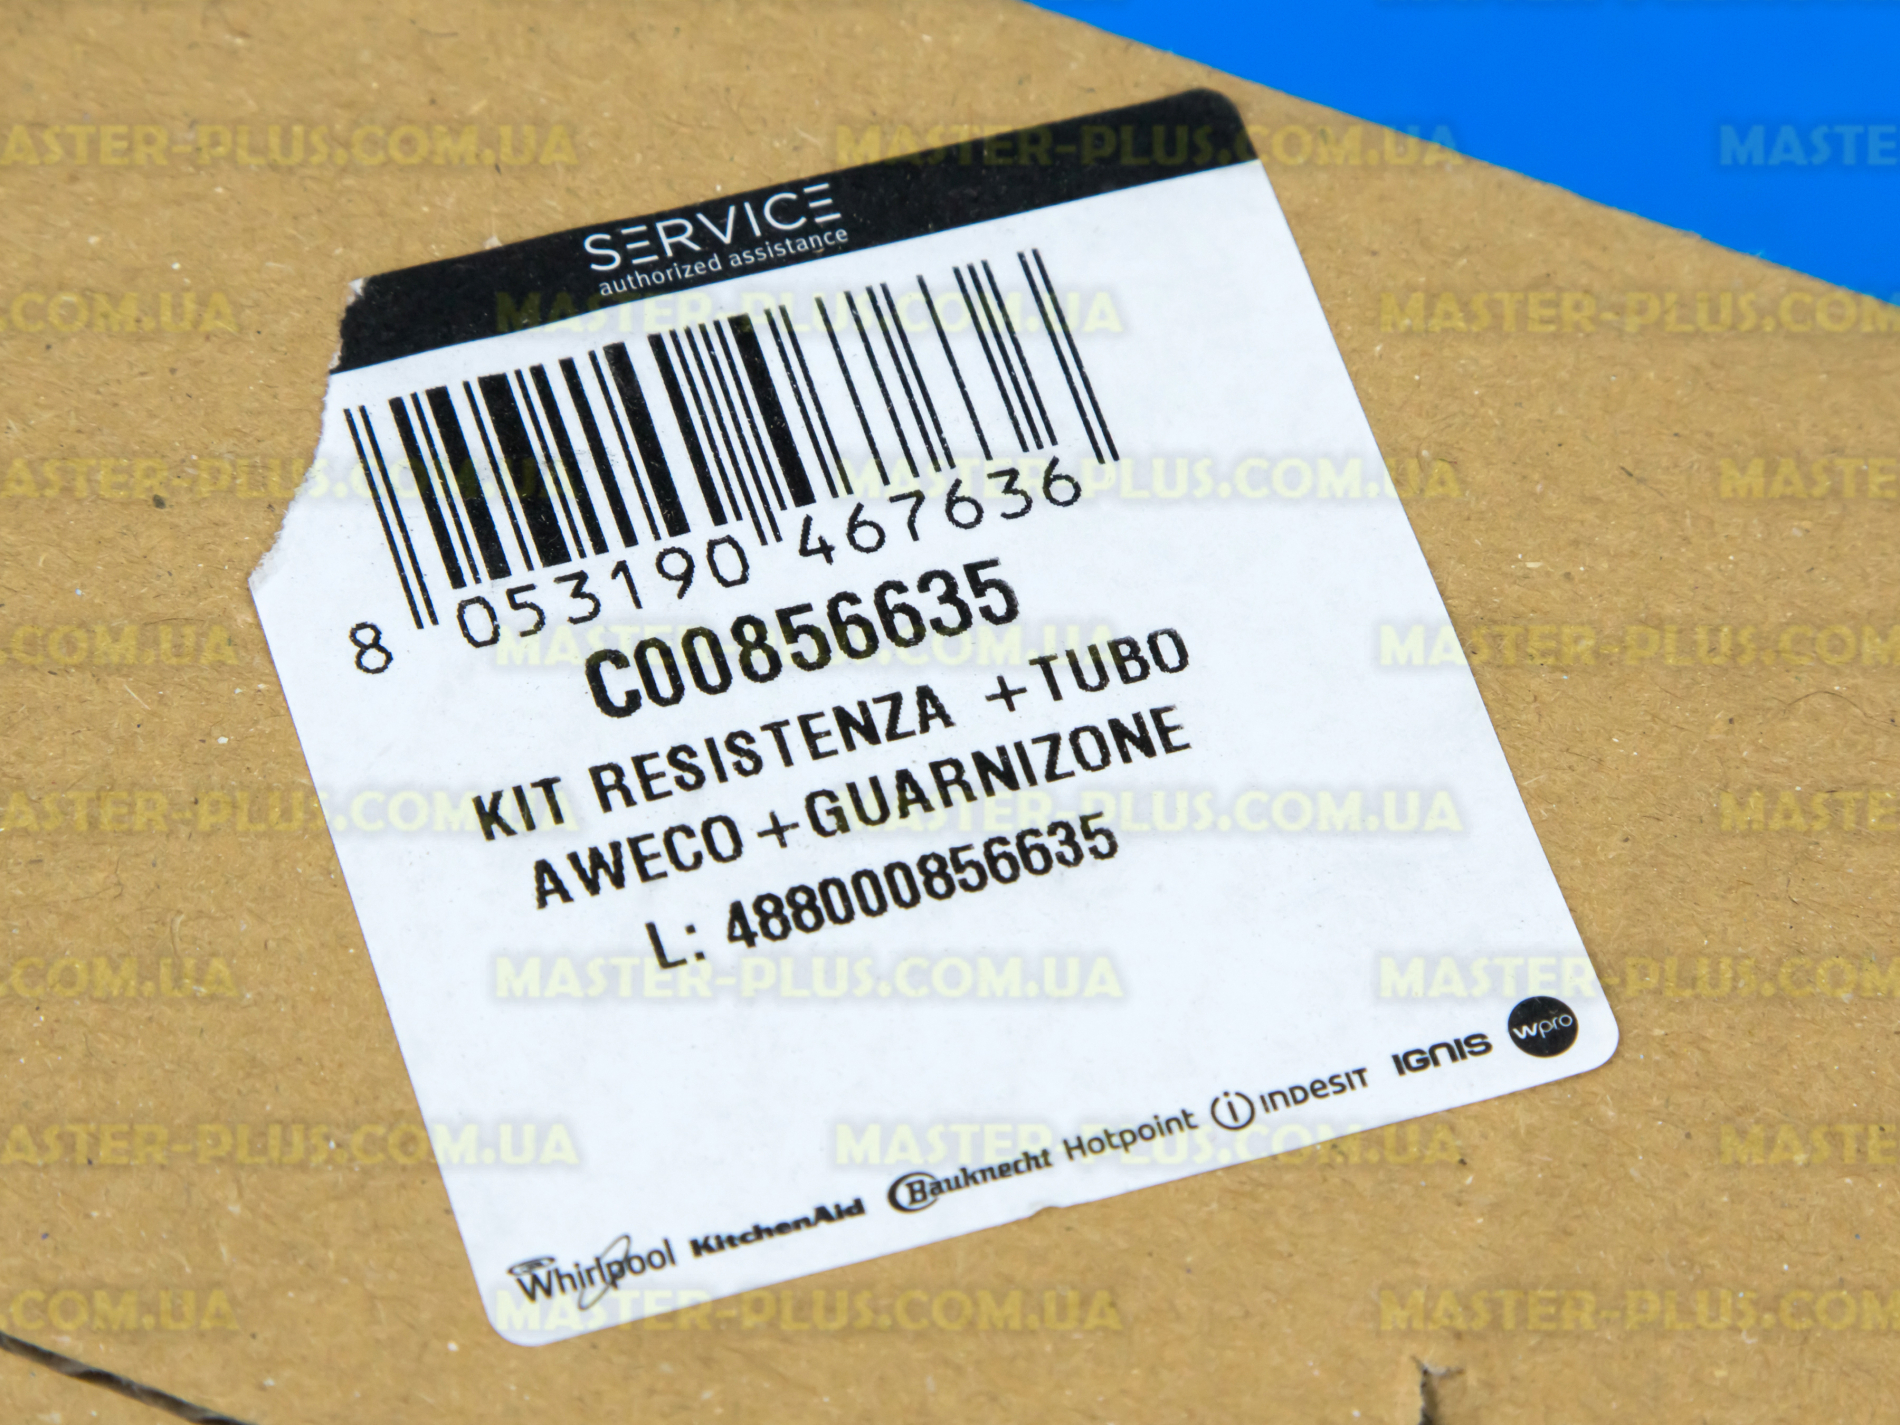 SERVICE
authorized assistance
8 053190 467636
C00856635
KIT RESISTENZA +TUBO
AWECO +GUARNIZONE
L: 488000856635
Whirlpool KitchenAid Bauknecht Hotpoint i INDESIT IGNIS wpro
MASTER-PLUS.COM.UA